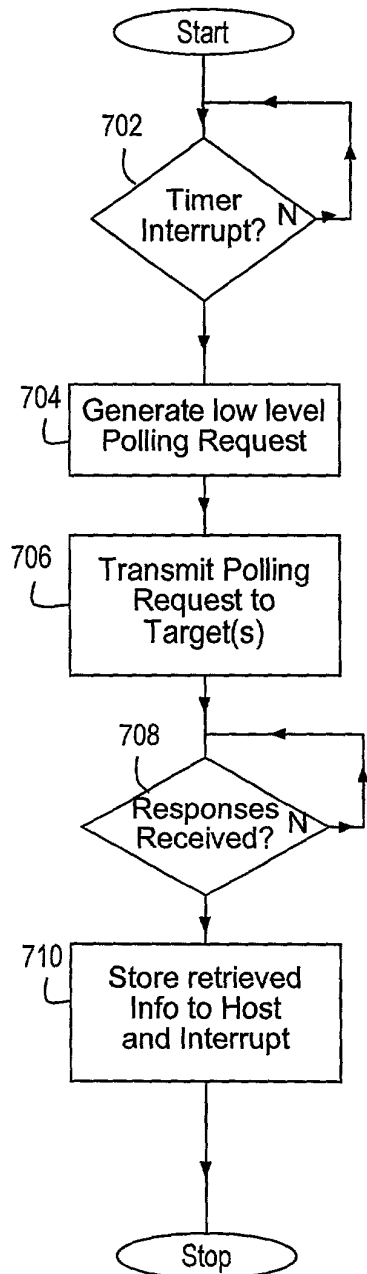 Start
702
Timer
Interrupt?
N
704
Generate low level
Polling Request
706
Transmit Polling
Request to
Target(s)
708
Responses
Received?
N
710
Store retrieved
Info to Host
and Interrupt
Stop